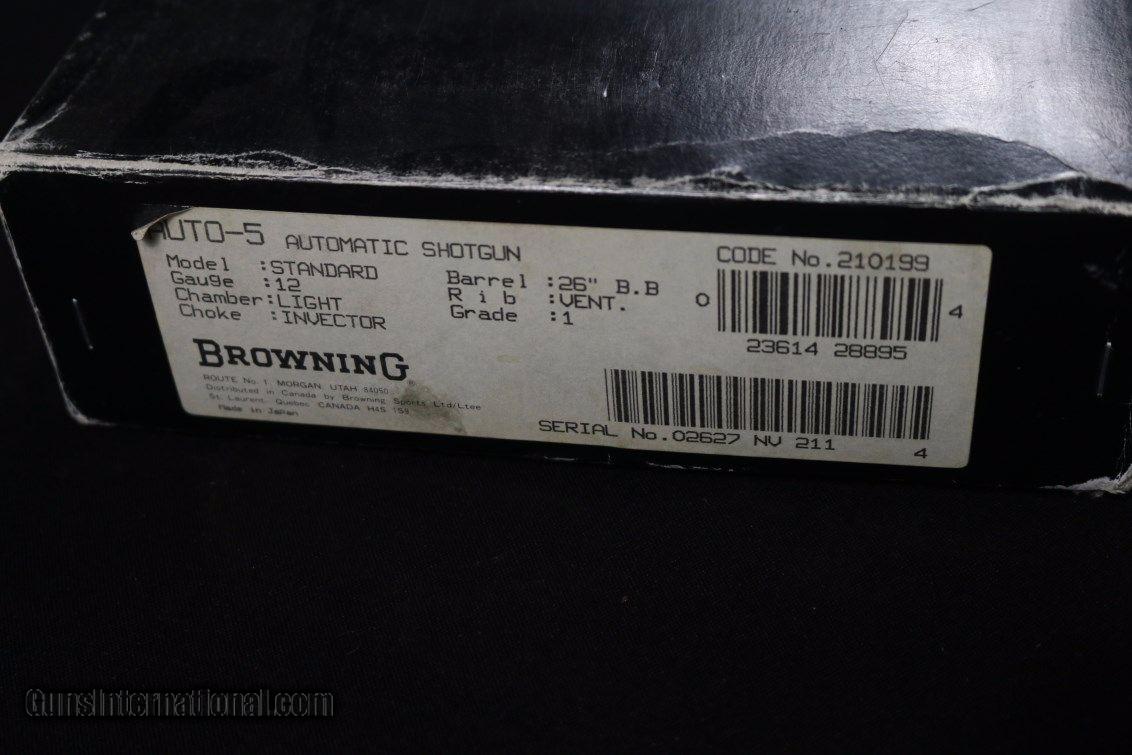 AUTO-5 AUTOMATIC SHOTGUN
Model :STANDARD
Gauge :12
Chamber:LIGHT
Choke :INVECTOR
Barrel :26" B.B
Rib :VENT.
Grade :1
CODE No.210199
0 4
23614 28895
BROWNING®
ROUTE No. 1, MORGAN, UTAH 84050
Distributed in Canada by Browning Sports Ltd/Ltee
St. Laurent, Quebec CANADA H4S 1S9
Made in Japan
SERIAL No.02627 NV 211
4
GunsInternational.com